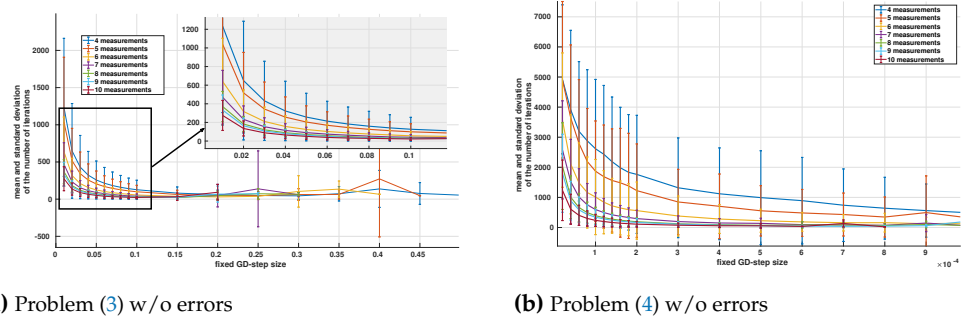 mean and standard deviation
of the number of iterations
2000
1500
1000
500
0
-500
4 measurements
5 measurements
6 measurements
7 measurements
8 measurements
9 measurements
10 measurements
1200
1000
800
600
400
200
0
0.02
0.04
0.06
0.08
0.1
0
0.05
0.1
0.15
0.2
0.25
0.3
0.35
0.4
0.45
fixed GD-step size
) Problem (3) w/o errors
mean and standard deviation
of the number of iterations
7000
6000
5000
4000
3000
2000
1000
0
4 measurements
5 measurements
6 measurements
7 measurements
8 measurements
9 measurements
10 measurements
1
2
3
4
5
6
7
8
9
×10⁻⁴
fixed GD-step size
(b) Problem (4) w/o errors